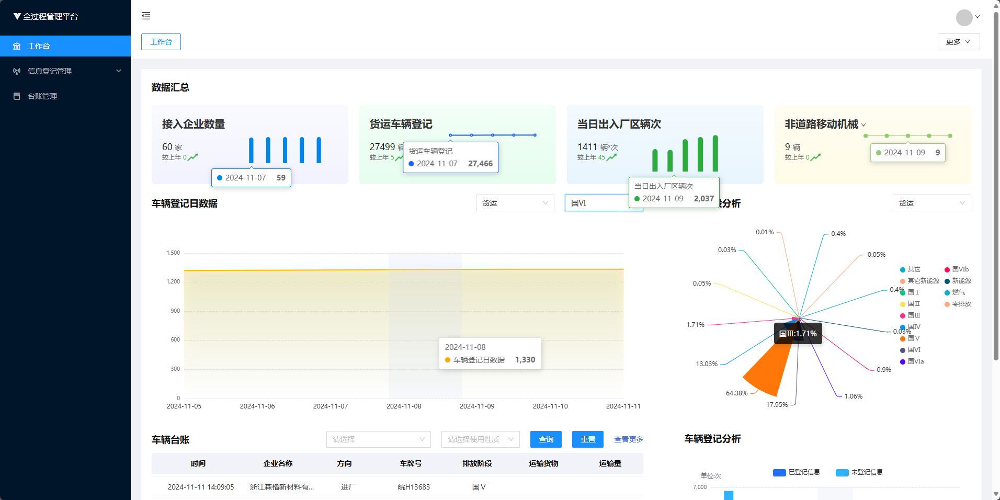 全过程管理平台
工作台
信息登记管理
台账管理
工作台
更多
数据汇总
接入企业数量
60 家
较上年 0
2024-11-07 59
货运车辆登记
27499
较上年 5
货运车辆登记
2024-11-07 27,466
当日出入厂区辆次
1411 辆*次
较上年 45
当日出入厂区辆次
2024-11-09 2,037
非道路移动机械
9 辆
较上年 0
2024-11-09 9
车辆登记日数据
货运
国VI
分析
货运
1,500
1,200
900
600
300
0
2024-11-05 2024-11-06 2024-11-07 2024-11-08 2024-11-09 2024-11-10 2024-11-11
2024-11-08
车辆登记日数据 1,330
0.01%
0.4%
0.03%
0.05%
0.05%
0.4%
1.71%
0.03%
13.03%
0.9%
64.38%
1.06%
17.95%
国Ⅲ:1.71%
其它
其它新能源
国Ⅰ
国Ⅱ
国Ⅲ
国Ⅳ
国Ⅴ
国VI
国VIa
国VIb
新能源
燃气
零排放
车辆台账
请选择
请选择使用性质
查询
重置
查看更多
时间 企业名称 方向 车牌号 排放阶段 运输货物 运输量
2024-11-11 14:09:05 浙江森楷新材料有... 进厂 皖H13683 国Ⅴ
车辆登记分析
单位:次
已登记信息
未登记信息
7,000